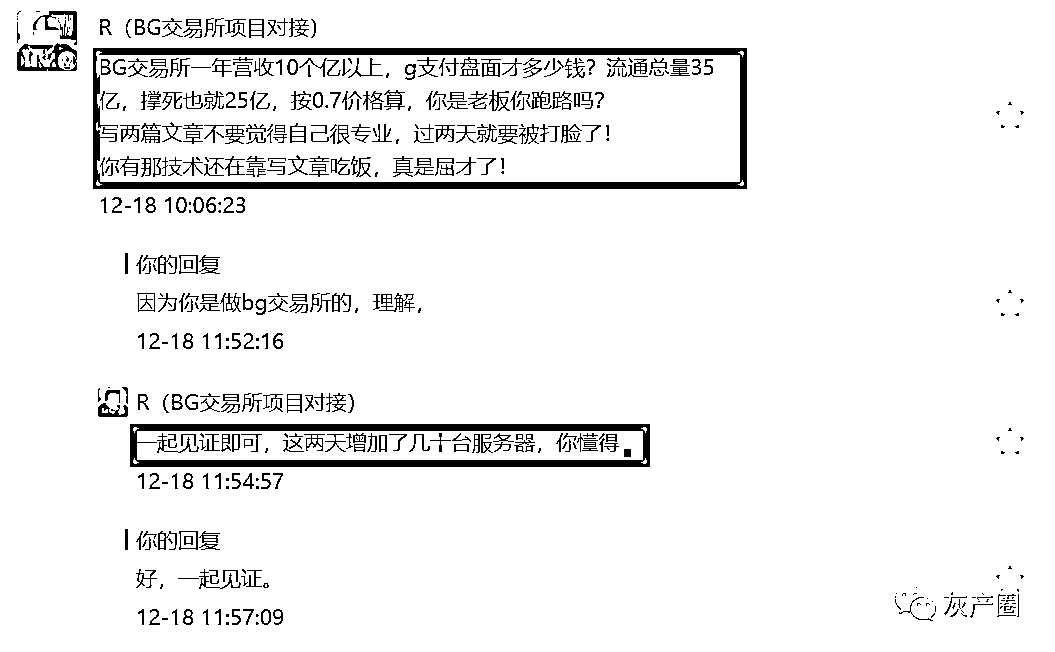 R（BG交易所项目对接）
BG交易所一年营收10个亿以上，g支付盘面才多少钱？流通总量35
亿，撑死也就25亿，按0.7价格算，你是老板你跑路吗？
写两篇文章不要觉得自己很专业，过两天就要被打脸了！
你有那技术还在靠写文章吃饭，真是屈才了！
12-18 10:06:23
你的回复
因为你是做bg交易所的，理解，
12-18 11:52:16
R（BG交易所项目对接）
一起见证即可，这两天增加了几十台服务器，你懂得
12-18 11:54:57
你的回复
好，一起见证。
12-18 11:57:09
灰产圈